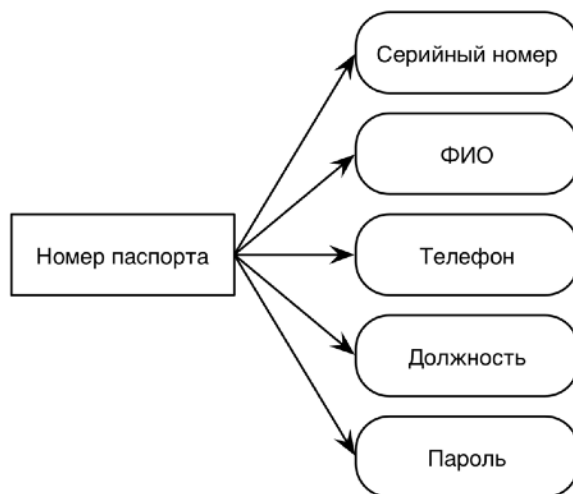 Серийный номер
ФИО
Номер паспорта
Телефон
Должность
Пароль